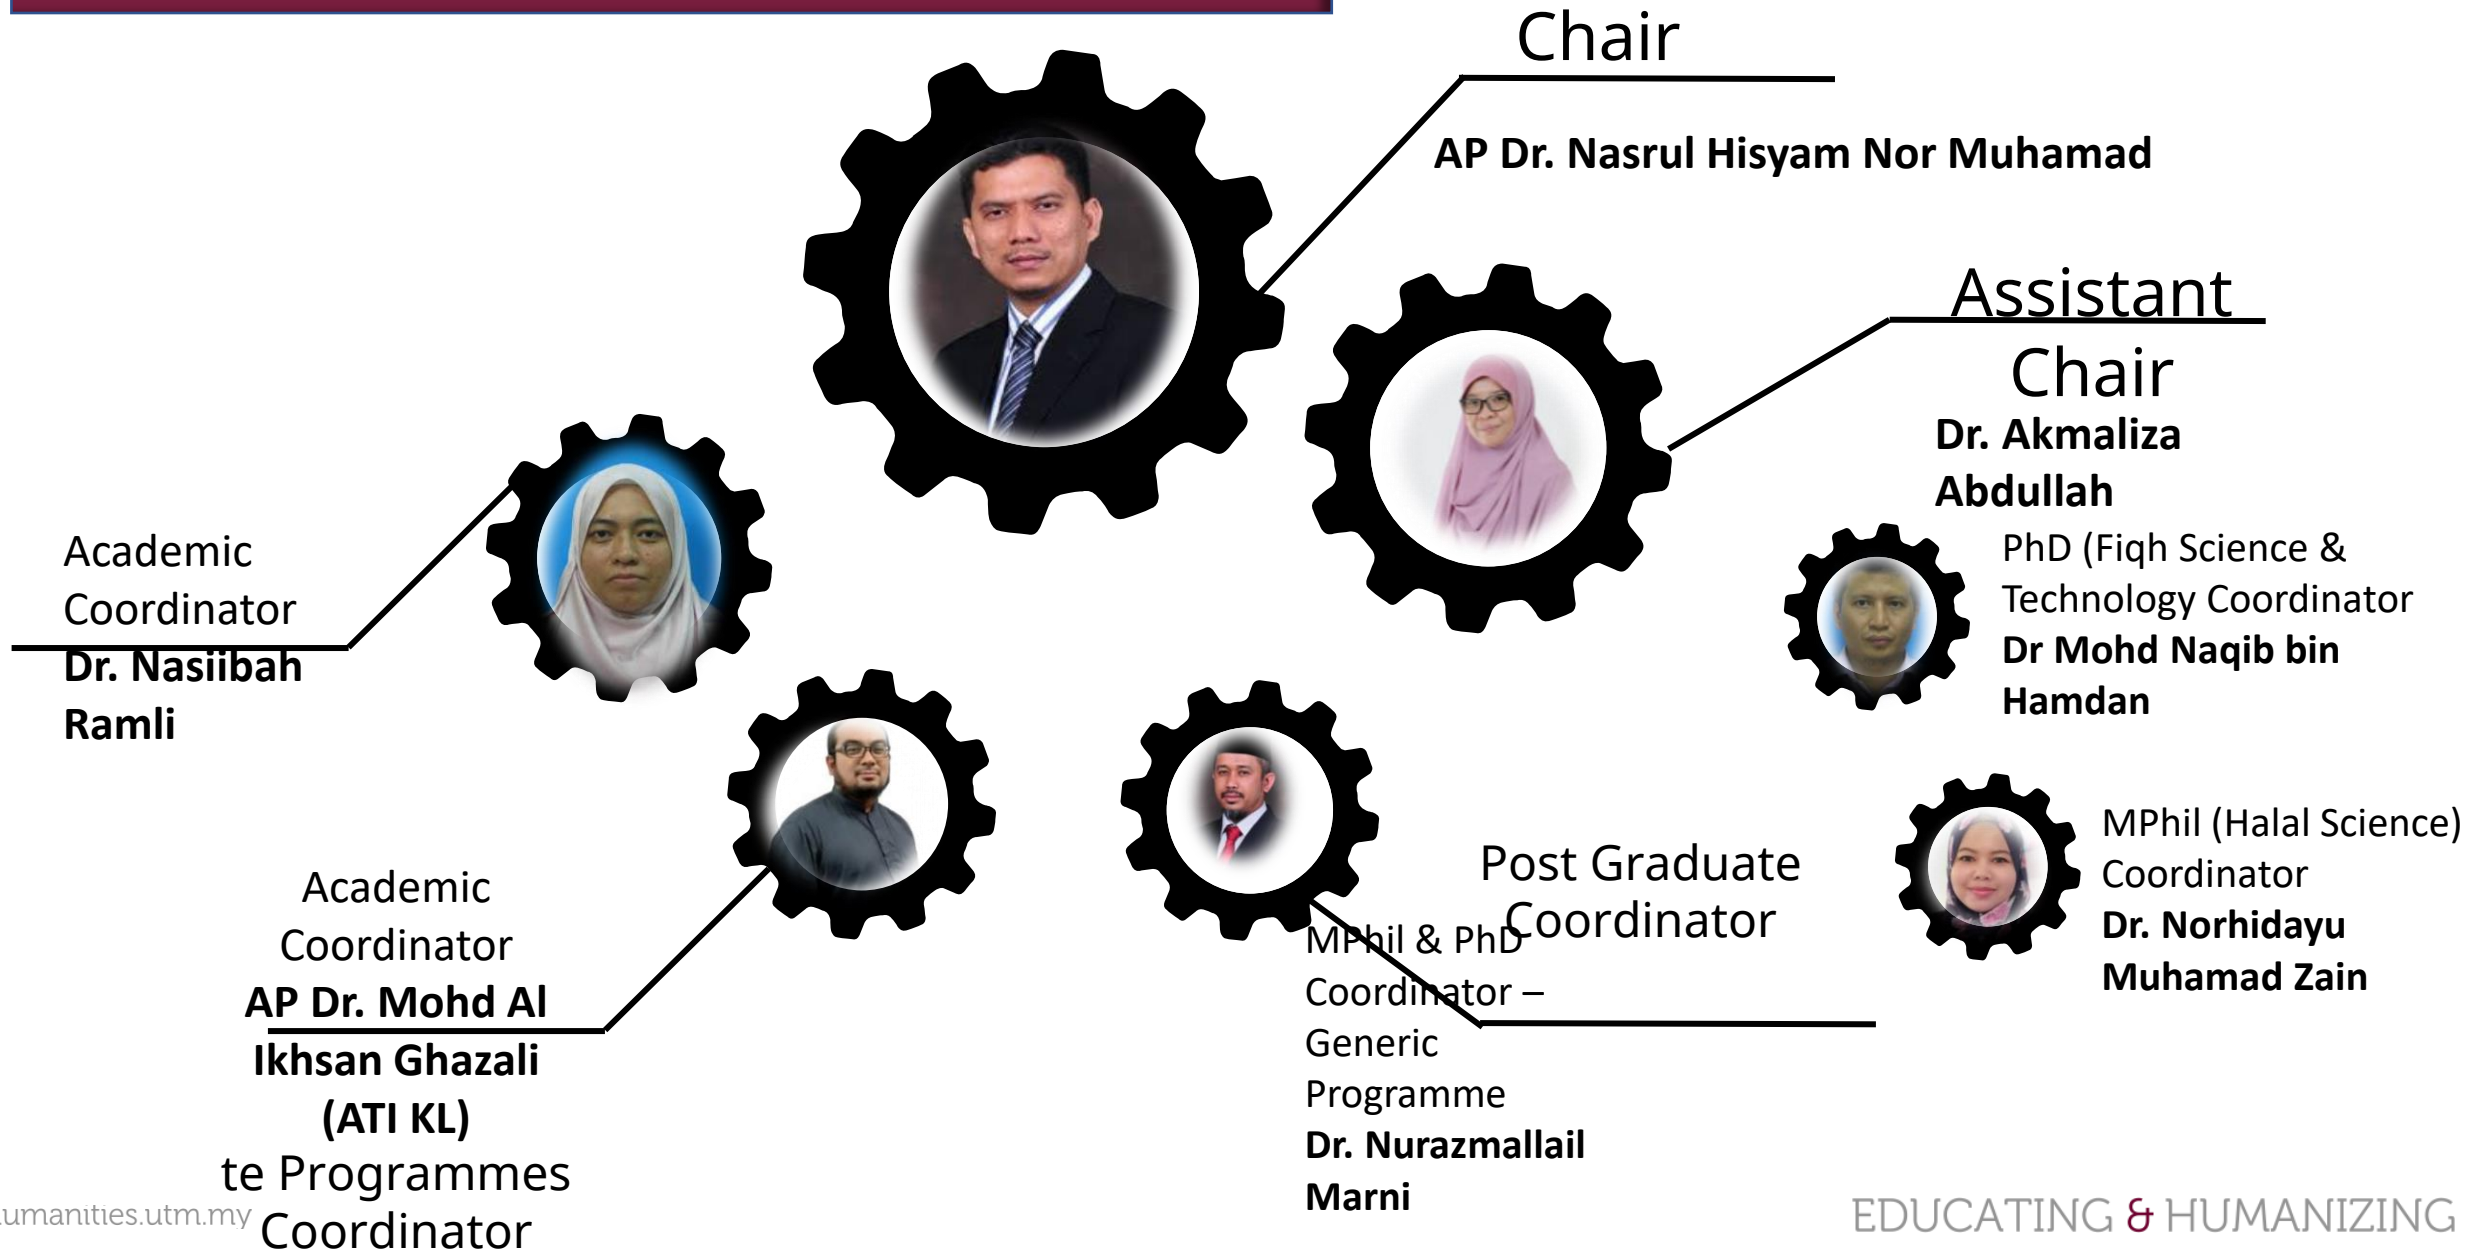 Chair
AP Dr. Nasrul Hisyam Nor Muhamad
Assistant
Chair
Dr. Akmaliza
Abdullah
Academic
Coordinator
Dr. Nasiibah
Ramli
PhD (Fiqh Science &
Technology Coordinator
Dr Mohd Naqib bin
Hamdan
MPhil (Halal Science)
Coordinator
Dr. Norhidayu
Muhamad Zain
Academic
Coordinator
AP Dr. Mohd Al
Ikhsan Ghazali
(ATI KL)
te Programmes
Coordinator
Post Graduate
Coordinator
MPhil & PhD
Coordinator –
Generic
Programme
Dr. Nurazmallail
Marni
umanities.utm.my
EDUCATING & HUMANIZING